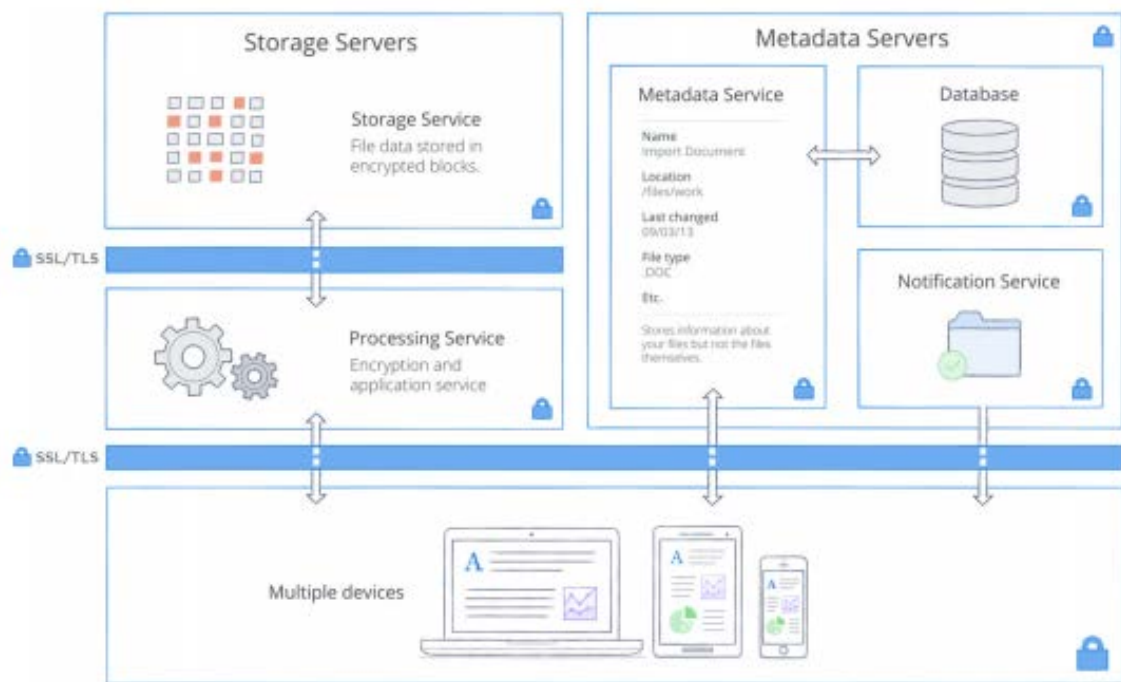 Storage Servers
Storage Service
File data stored in
encrypted blocks.
SSL/TLS
Processing Service
Encryption and
application service
Metadata Servers
Metadata Service
Name
Import Document
Location
/files/work
Last changed
09/03/13
File type
.DOC
Etc.
Stores information about
your files but not the files
themselves.
Database
Notification Service
SSL/TLS
Multiple devices
A
A
A